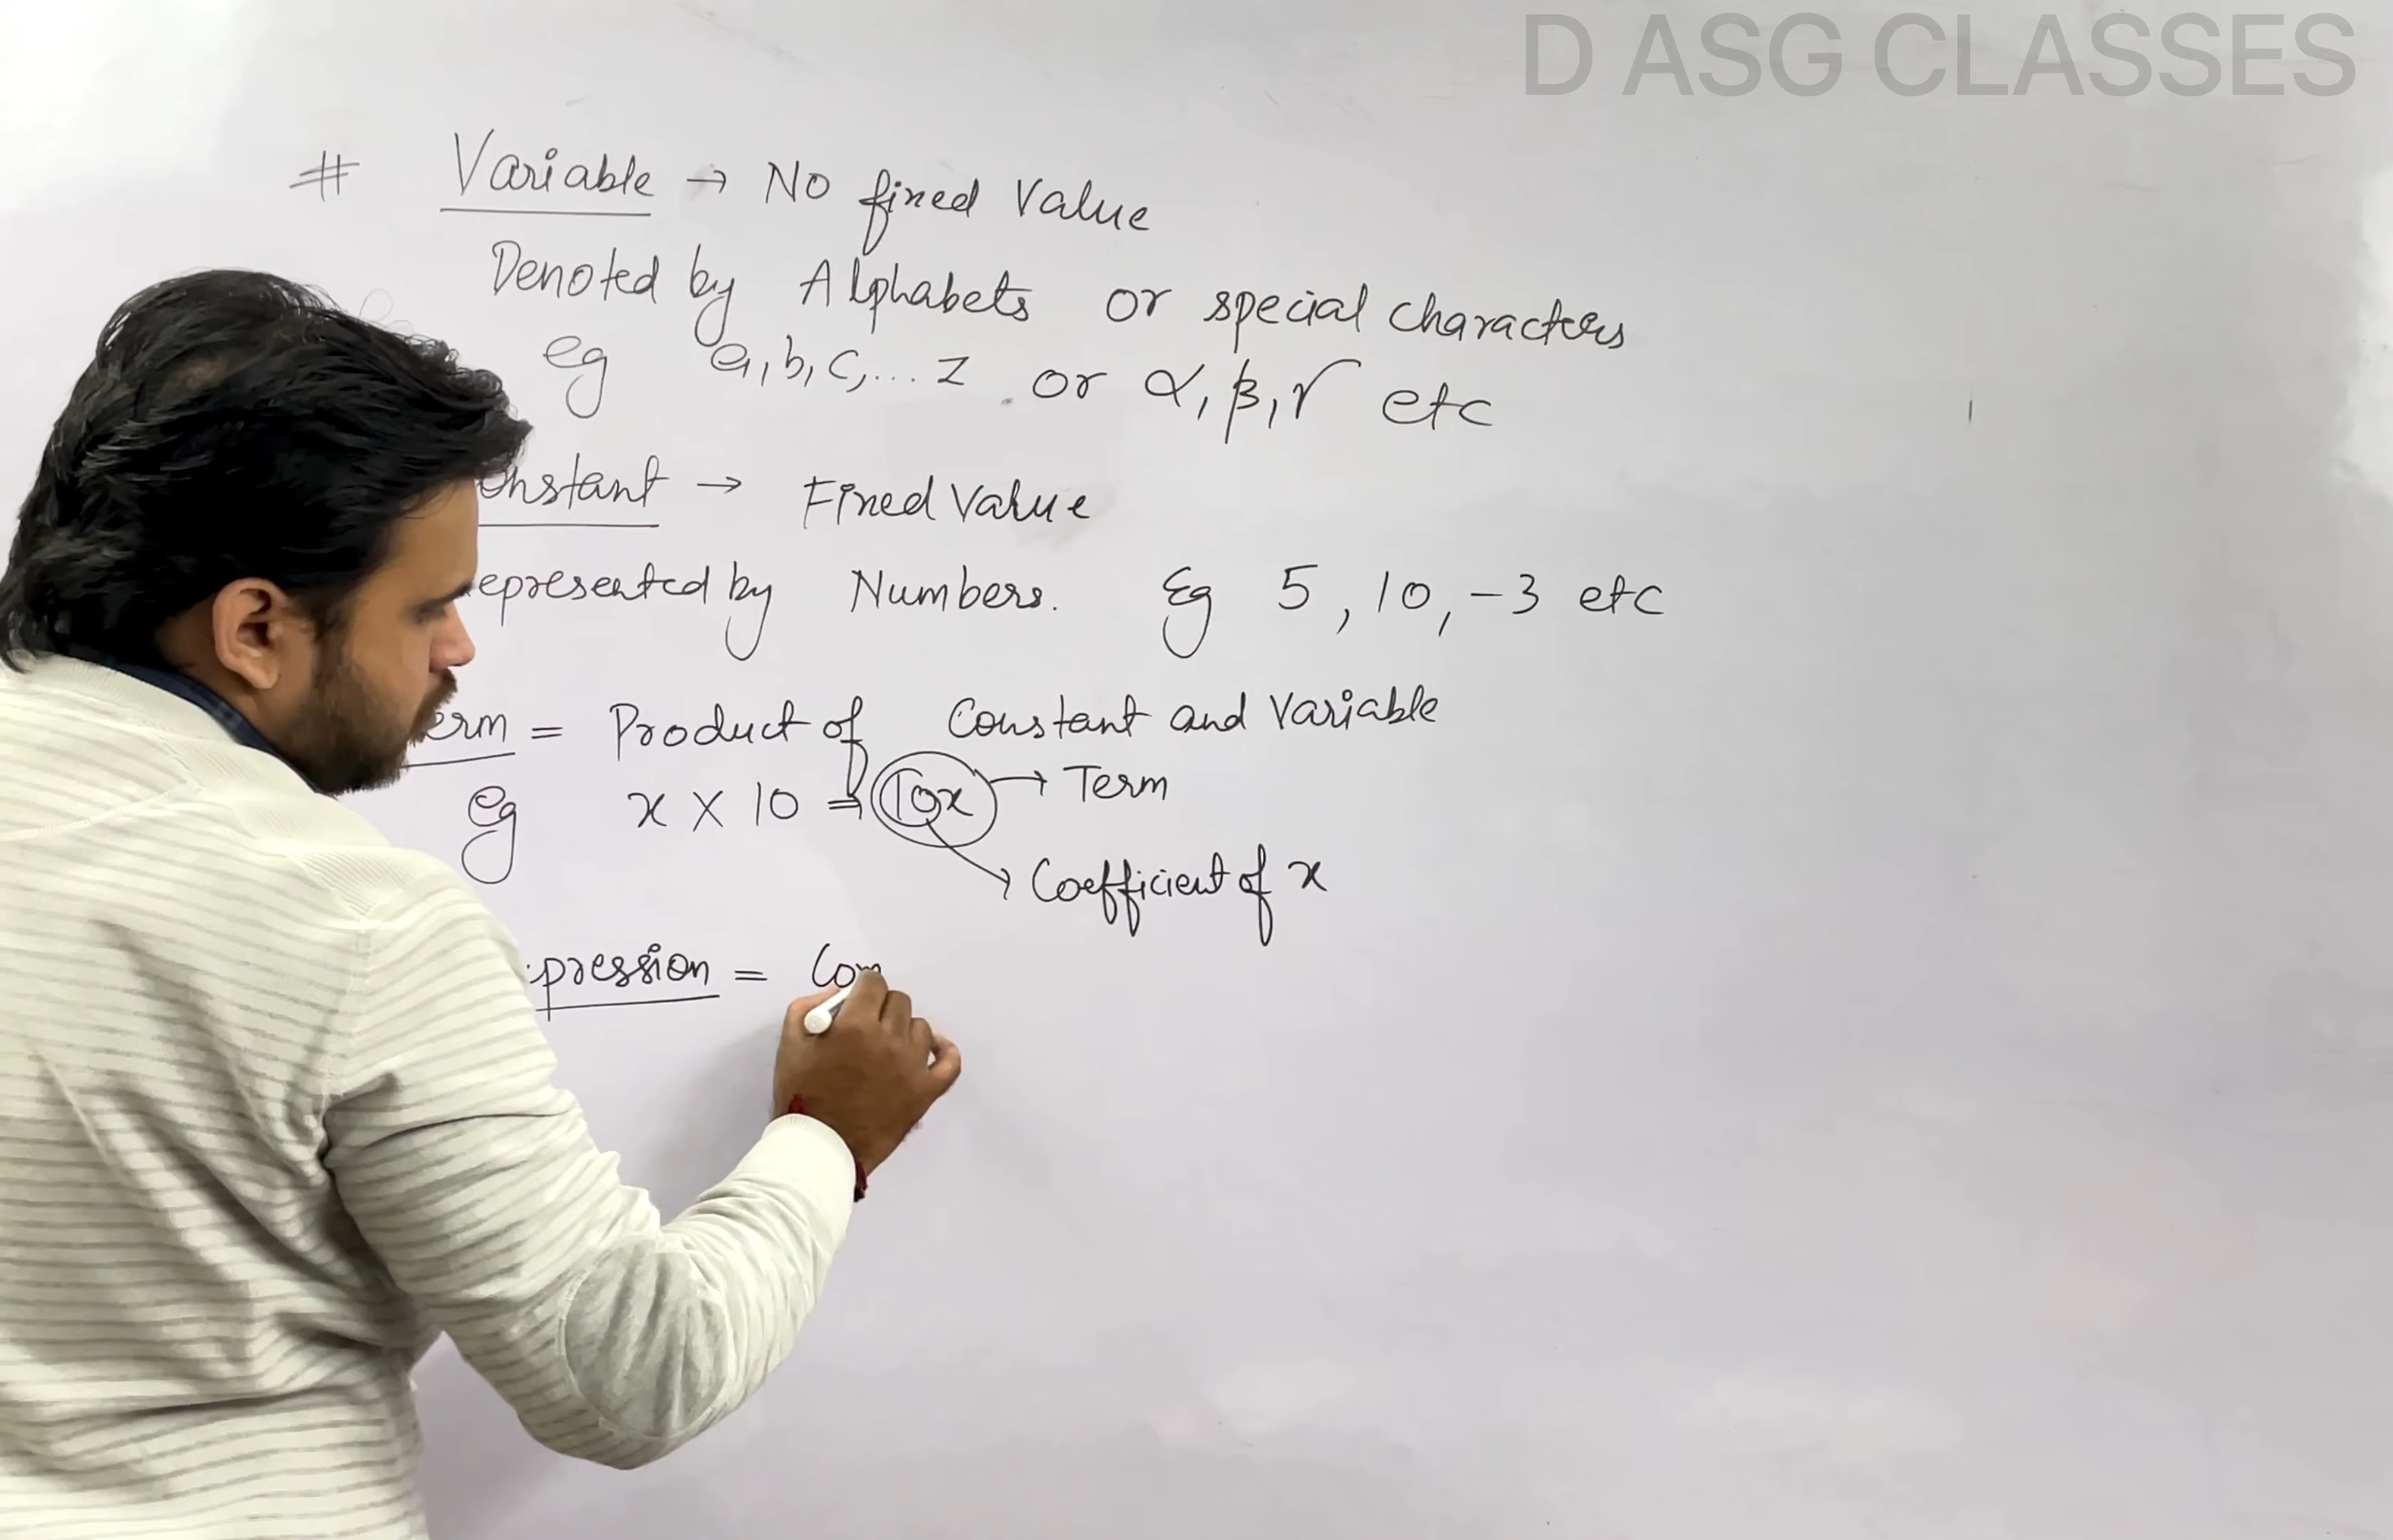 D ASG CLASSES
# Variable → No fixed Value
Denoted by Alphabets or special characters
eg a, b, c, ... z or α, β, γ etc
onstant → Fixed Value
epresented by Numbers. Eg 5, 10, -3 etc
erm = Product of Constant and Variable
eg x × 10 = 10x → Term
→ Coefficient of x
pression = Com